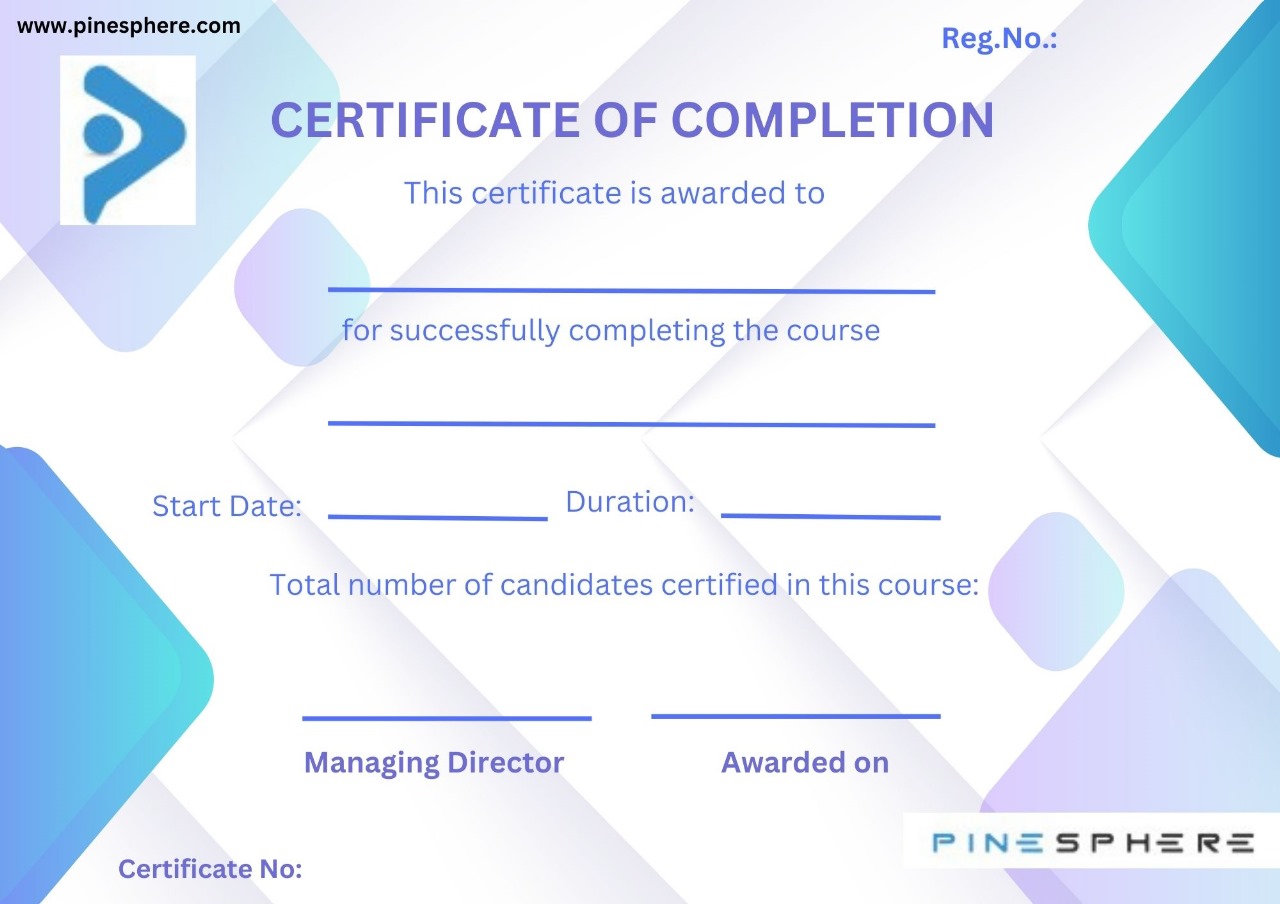 www.pinesphere.com
Reg.No.:
CERTIFICATE OF COMPLETION
This certificate is awarded to
for successfully completing the course
Start Date:
Duration:
Total number of candidates certified in this course:
Managing Director
Awarded on
PINESPHERE
Certificate No: